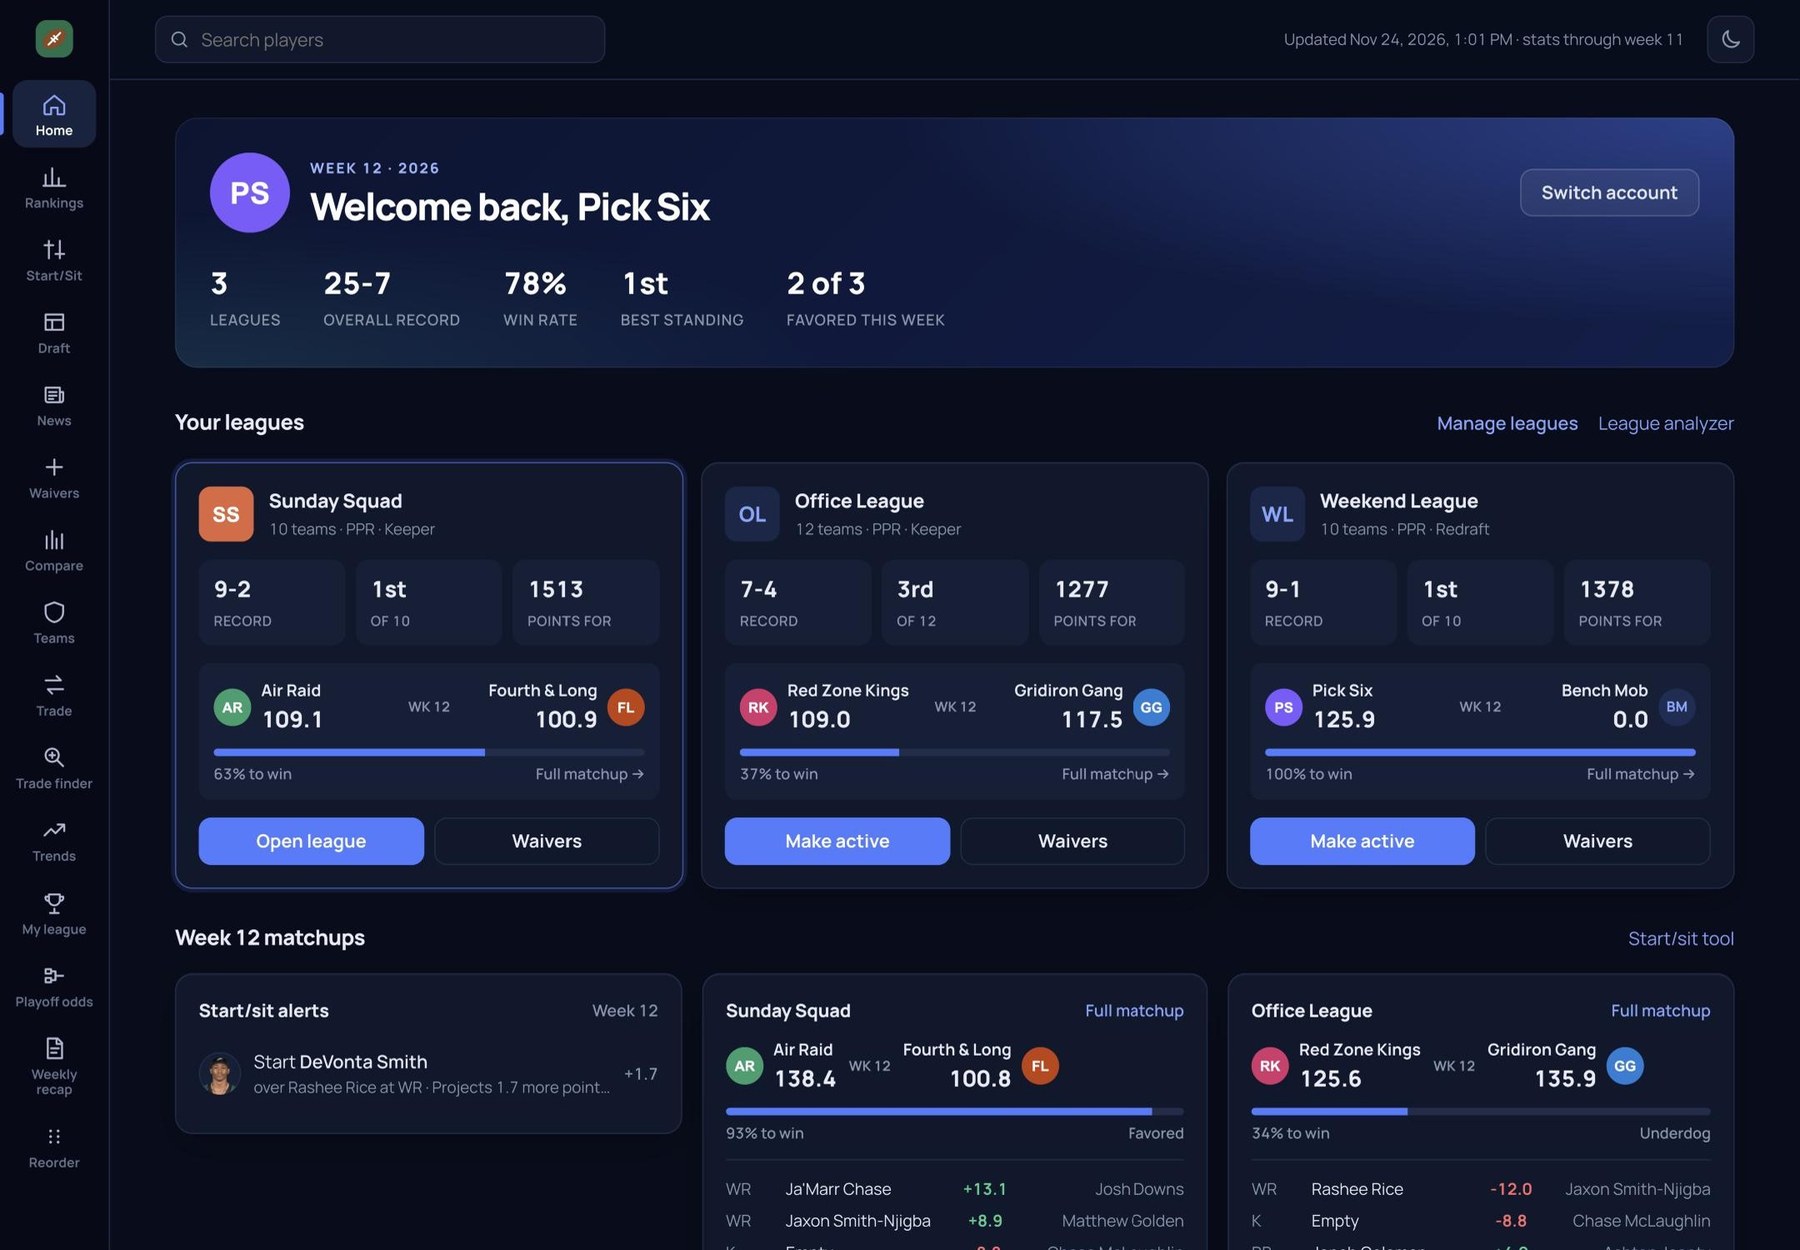 Search players
Updated Nov 24, 2026, 1:01 PM · stats through week 11
Home
Rankings
Start/Sit
Draft
News
Waivers
Compare
Teams
Trade
Trade finder
Trends
My league
Playoff odds
Weekly
recap
Reorder
PS
WEEK 12 · 2026
Welcome back, Pick Six
Switch account
3
LEAGUES
25-7
OVERALL RECORD
78%
WIN RATE
1st
BEST STANDING
2 of 3
FAVORED THIS WEEK
Your leagues
Manage leagues
League analyzer
SS
Sunday Squad
10 teams · PPR · Keeper
9-2
RECORD
1st
OF 10
1513
POINTS FOR
AR
Air Raid
109.1
WK 12
Fourth & Long
100.9
FL
63% to win
Full matchup →
Open league
Waivers
OL
Office League
12 teams · PPR · Keeper
7-4
RECORD
3rd
OF 12
1277
POINTS FOR
RK
Red Zone Kings
109.0
WK 12
Gridiron Gang
117.5
GG
37% to win
Full matchup →
Make active
Waivers
WL
Weekend League
10 teams · PPR · Redraft
9-1
RECORD
1st
OF 10
1378
POINTS FOR
PS
Pick Six
125.9
WK 12
Bench Mob
0.0
BM
100% to win
Full matchup →
Make active
Waivers
Week 12 matchups
Start/sit tool
Start/sit alerts
Week 12
Start DeVonta Smith
over Rashee Rice at WR · Projects 1.7 more point...
+1.7
Sunday Squad
Full matchup
AR
Air Raid
138.4
WK 12
Fourth & Long
100.8
FL
93% to win
Favored
WR Ja'Marr Chase +13.1 Josh Downs
WR Jaxon Smith-Njigba +8.9 Matthew Golden
Office League
Full matchup
RK
Red Zone Kings
125.6
WK 12
Gridiron Gang
135.9
GG
34% to win
Underdog
WR Rashee Rice -12.0 Jaxon Smith-Njigba
K Empty -8.8 Chase McLaughlin